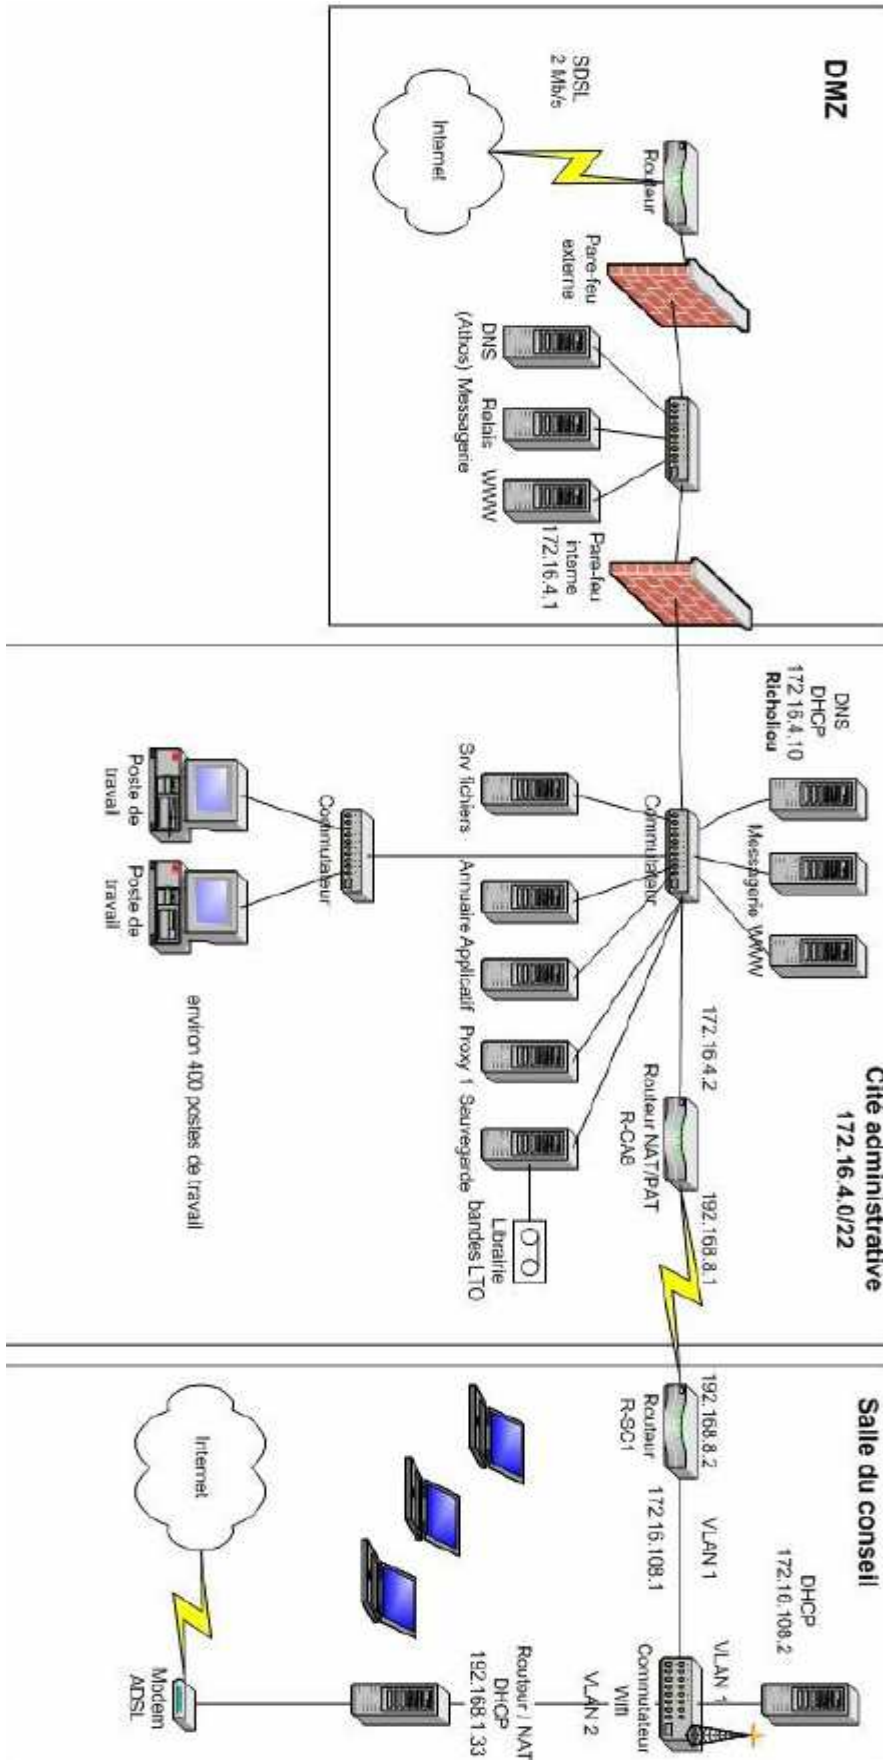 DMZ
SDSL
2 Mb/s
Internet
Routeur
Pare-feu
externe
DNS
(Athos)
Relais
Messagerie
WWW
Pare-feu
interne
172.16.4.1
Cité administrative
172.16.4.0/22
DNS
DHCP
172.16.4.10
Richelieu
Messagerie
WWW
Commutateur
Srv fichiers
Annuaire
Applicatif
Proxy 1
Sauvegarde
Librairie
bandes LTO
Commutateur
Poste de
travail
Poste de
travail
environ 400 postes de travail
172.16.4.2
Routeur NAT/PAT
R-CA8
192.168.8.1
Salle du conseil
192.168.8.2
Routeur
R-SC1
172.16.108.1
VLAN 1
DHCP
172.16.108.2
VLAN 1
Commutateur
Wifi
VLAN 2
Routeur / NAT
DHCP
192.168.1.33
Internet
Modem
ADSL